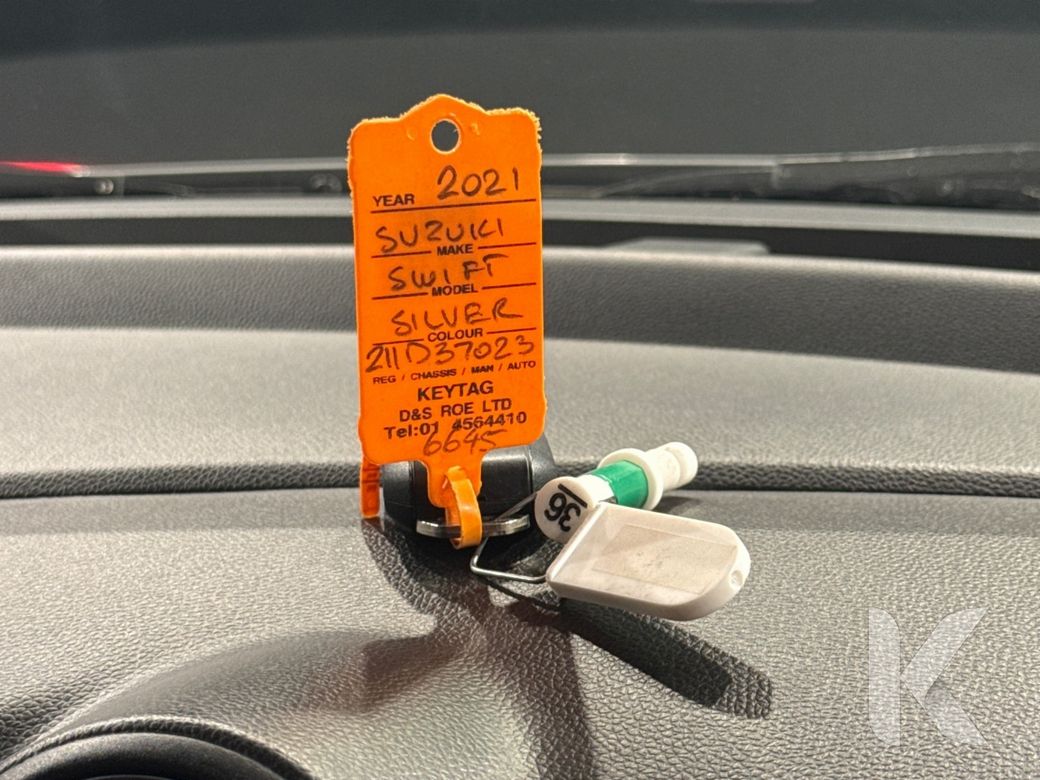 YEAR 2021
SUZUKI
MAKE
SWIFT
MODEL
SILVER
COLOUR
211D37023
REG / CHASSIS / MAN / AUTO
KEYTAG
D&S ROE LTD
Tel:01 4564410
6645
36
K